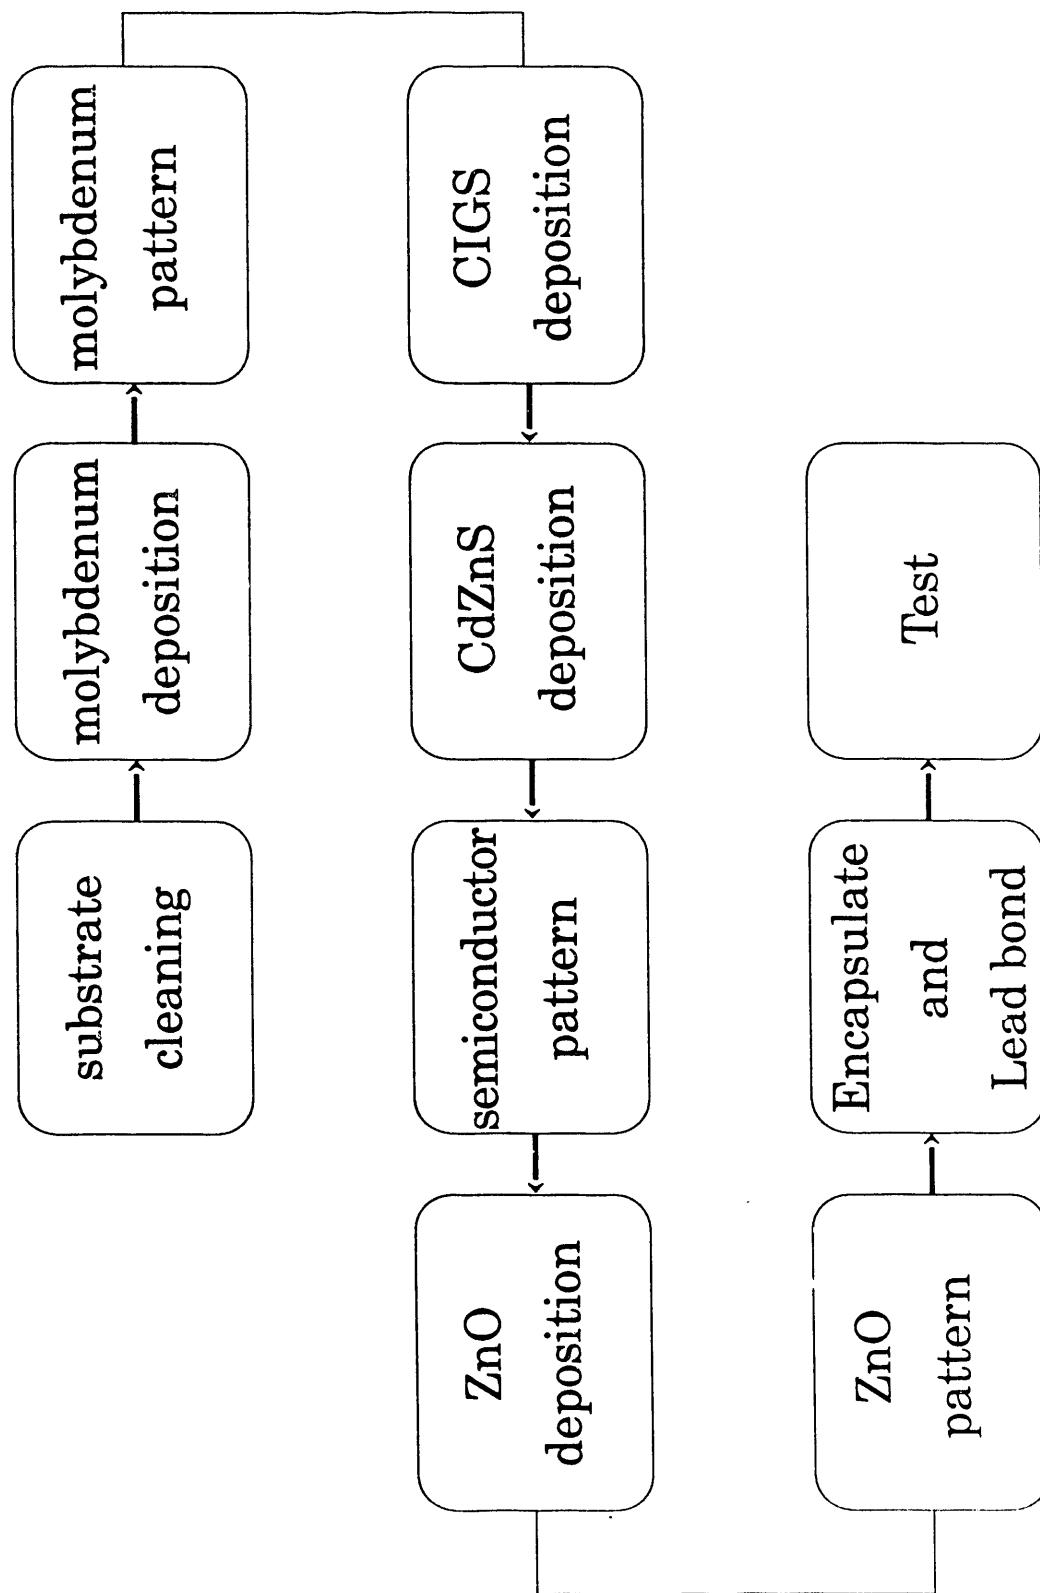 substrate
cleaning
molybdenum
deposition
molybdenum
pattern
CIGS
deposition
CdZnS
deposition
semiconductor
pattern
ZnO
deposition
ZnO
pattern
Encapsulate
and
Lead bond
Test